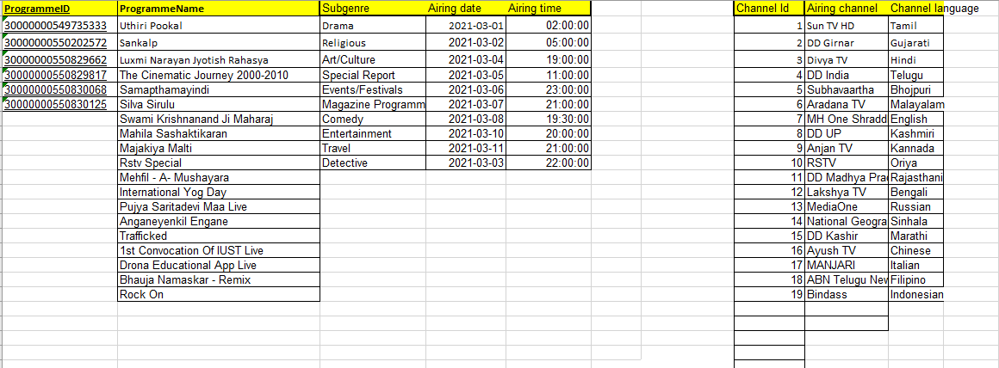 ProgrammeID ProgrammeName Subgenre Airing date Airing time Channel Id Airing channel Channel language
30000000549735333 Uthiri Pookal Drama 2021-03-01 02:00:00 1 Sun TV HD Tamil
30000000550202572 Sankalp Religious 2021-03-02 05:00:00 2 DD Girnar Gujarati
30000000550829662 Luxmi Narayan Jyotish Rahasya Art/Culture 2021-03-04 19:00:00 3 Divya TV Hindi
30000000550829817 The Cinematic Journey 2000-2010 Special Report 2021-03-05 11:00:00 4 DD India Telugu
30000000550830068 Samapthamayindi Events/Festivals 2021-03-06 23:00:00 5 Subhavaartha Bhojpuri
30000000550830125 Silva Sirulu Magazine Programm 2021-03-07 21:00:00 6 Aradana TV Malayalam
Swami Krishnanand Ji Maharaj Comedy 2021-03-08 19:30:00 7 MH One Shradd English
Mahila Sashaktikaran Entertainment 2021-03-10 20:00:00 8 DD UP Kashmiri
Majakiya Malti Travel 2021-03-11 21:00:00 9 Anjan TV Kannada
Rstv Special Detective 2021-03-03 22:00:00 10 RSTV Oriya
Mehfil - A- Mushayara 11 DD Madhya Pra Rajasthani
International Yog Day 12 Lakshya TV Bengali
Pujya Saritadevi Maa Live 13 MediaOne Russian
Anganeyenkil Engane 14 National Geogra Sinhala
Trafficked 15 DD Kashir Marathi
1st Convocation Of IUST Live 16 Ayush TV Chinese
Drona Educational App Live 17 MANJARI Italian
Bhauja Namaskar - Remix 18 ABN Telugu New Filipino
Rock On 19 Bindass Indonesian